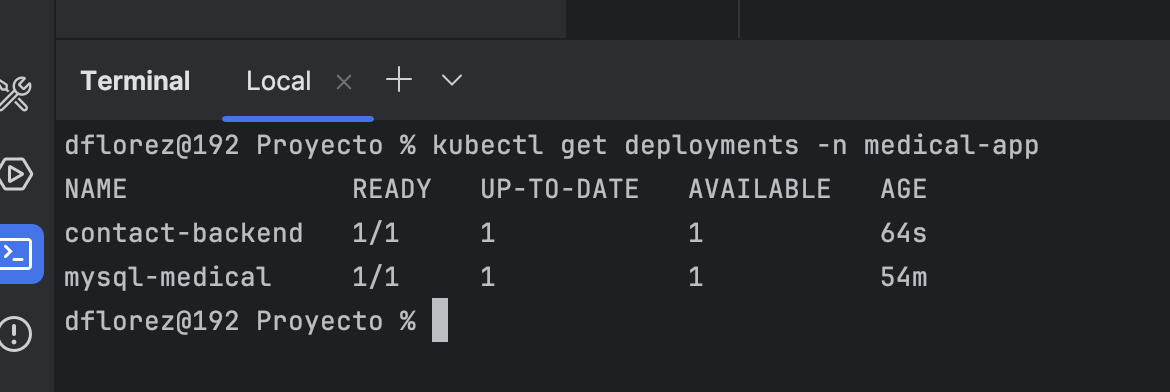 Terminal Local
dflorez@192 Proyecto % kubectl get deployments -n medical-app
NAME READY UP-TO-DATE AVAILABLE AGE
contact-backend 1/1 1 1 64s
mysql-medical 1/1 1 1 54m
dflorez@192 Proyecto %